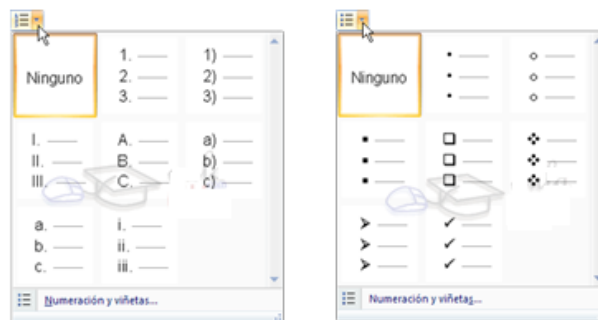 Ninguno
1.
2.
3.
1)
2)
3)
I.
II.
III.
A.
B.
C.
a)
b)
c)
a.
b.
c.
i.
ii.
iii.
Numeración y viñetas...
Ninguno
Numeración y viñetas...